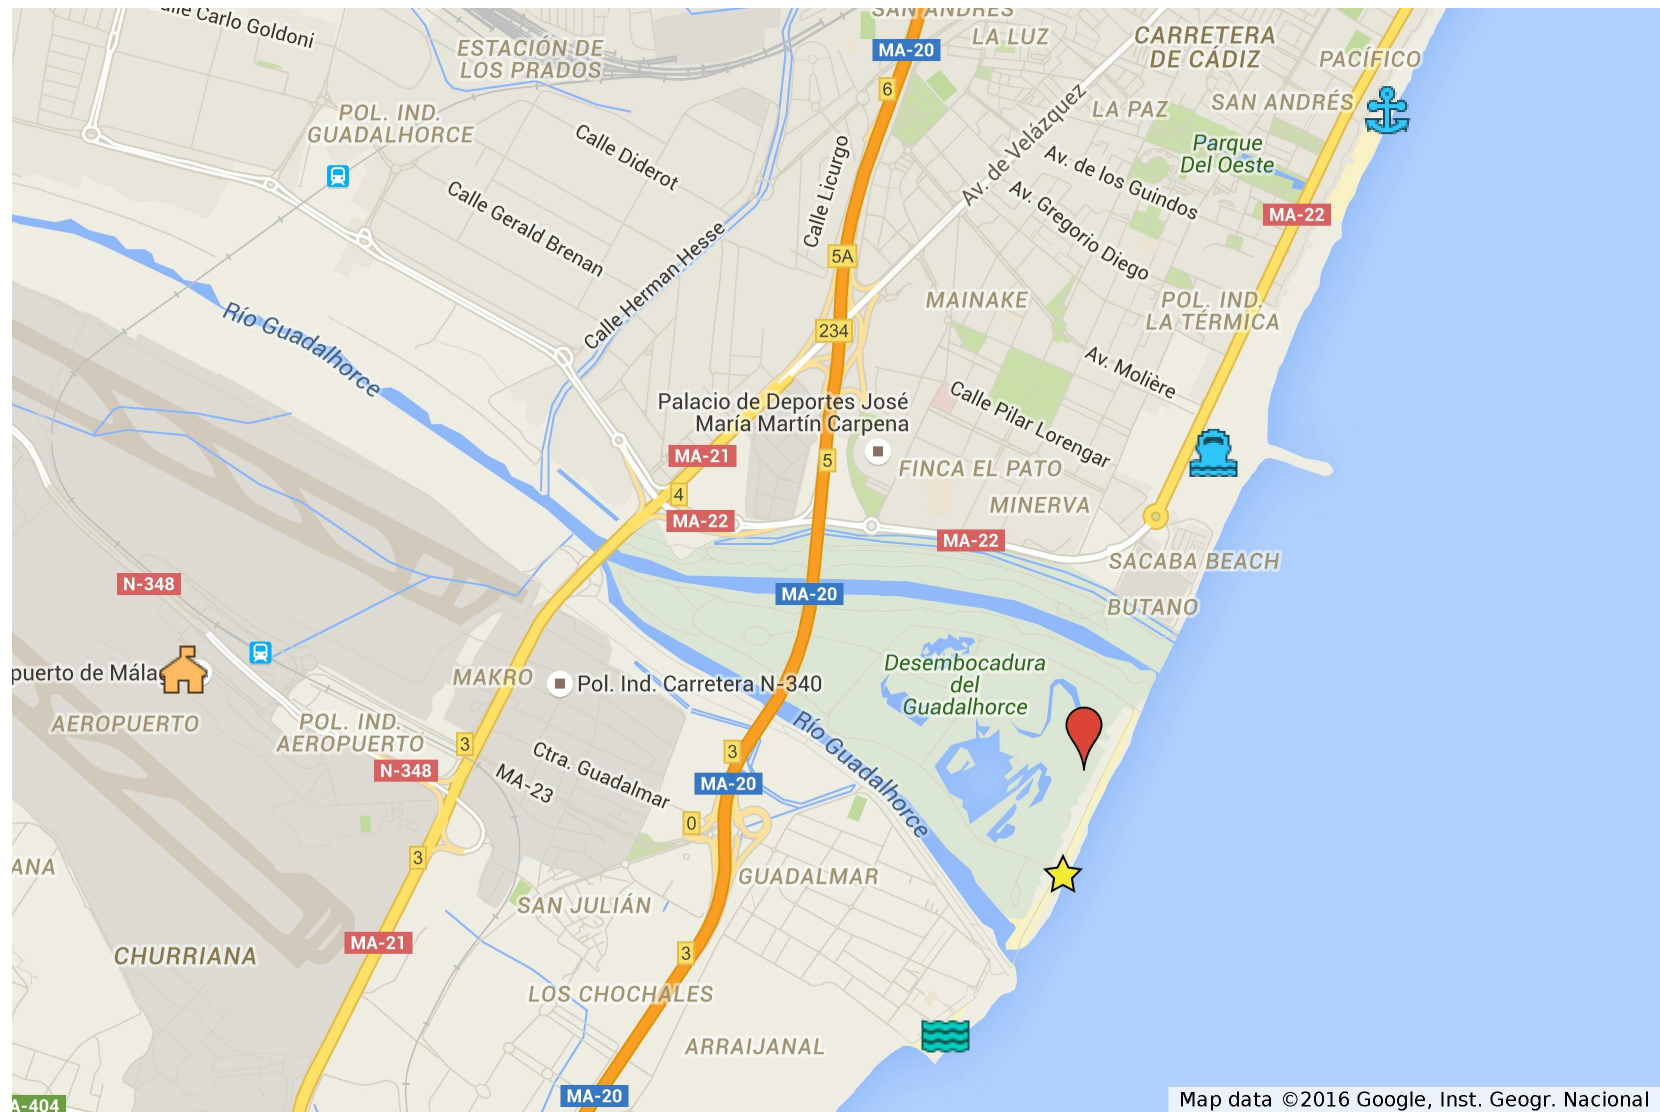 Calle Carlo Goldoni
ESTACIÓN DE
LOS PRADOS
SAN ANDRÉS
LA LUZ
CARRETERA
DE CÁDIZ
PACÍFICO
MA-20
6
POL. IND.
GUADALHORCE
LA PAZ
SAN ANDRÉS
Calle Diderot
Calle Licurgo
Av. de Velázquez
Parque
Del Oeste
Av. de los Guindos
Av. Gregorio Diego
MA-22
Calle Gerald Brenan
Calle Herman Hesse
5A
MAINAKE
POL. IND.
LA TÉRMICA
Río Guadalhorce
234
Av. Molière
Palacio de Deportes José
María Martín Carpena
Calle Pilar Lorengar
MA-21
5
FINCA EL PATO
4
MINERVA
MA-22
MA-22
SACABA BEACH
N-348
MA-20
BUTANO
puerto de Málag
MAKRO
Pol. Ind. Carretera N-340
Desembocadura
del
Guadalhorce
AEROPUERTO
POL. IND.
AEROPUERTO
3
N-348
Ctra. Guadalmar
MA-23
3
MA-20
Río Guadalhorce
0
3
ANA
GUADALMAR
SAN JULIÁN
MA-21
CHURRIANA
3
LOS CHOCHALES
ARRAIJANAL
MA-20
A-404
Map data ©2016 Google, Inst. Geogr. Nacional